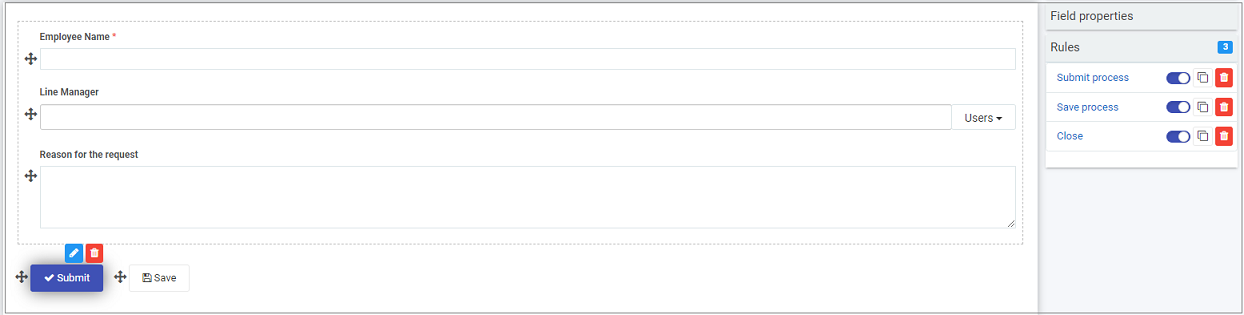 Employee Name *
Line Manager
Users
Reason for the request
Submit
Save
Field properties
Rules 3
Submit process
Save process
Close